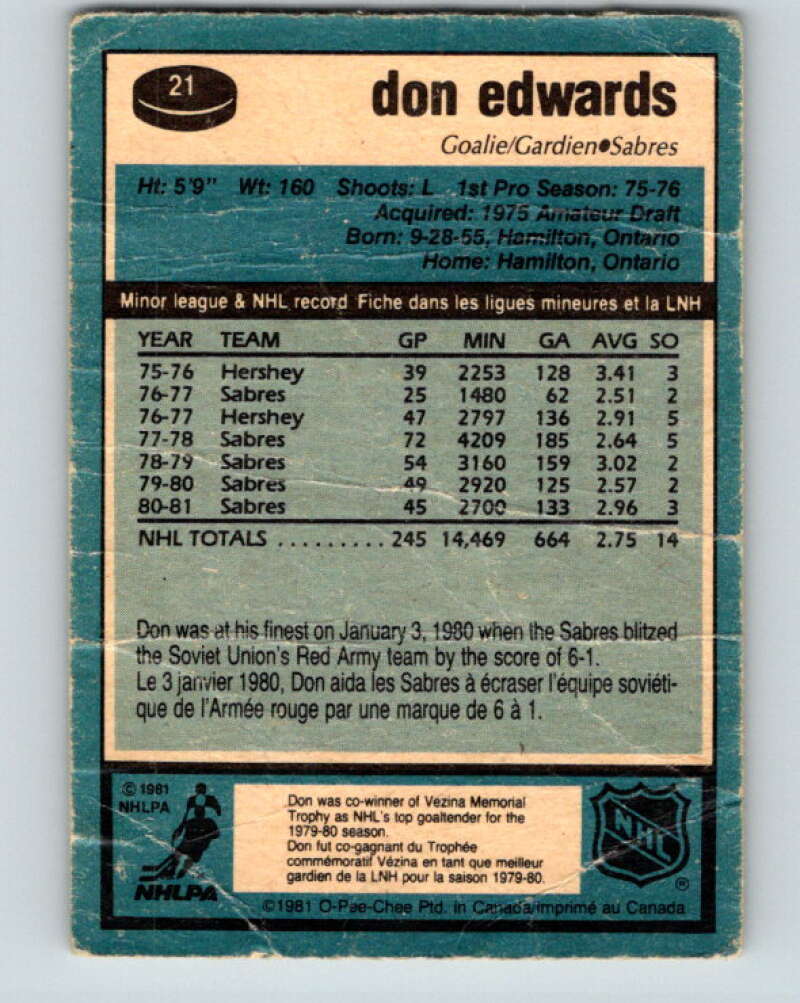 21
don edwards
Goalie/Gardien●Sabres
Ht: 5'9" Wt: 160 Shoots: L 1st Pro Season: 75-76
Acquired: 1975 Amateur Draft
Born: 9-28-55, Hamilton, Ontario
Home: Hamilton, Ontario
Minor league & NHL record Fiche dans les ligues mineures et la LNH
YEAR TEAM GP MIN GA AVG SO
75-76 Hershey 39 2253 128 3.41 3
76-77 Sabres 25 1480 62 2.51 2
76-77 Hershey 47 2797 136 2.91 5
77-78 Sabres 72 4209 185 2.64 5
78-79 Sabres 54 3160 159 3.02 2
79-80 Sabres 49 2920 125 2.57 2
80-81 Sabres 45 2700 133 2.96 3
NHL TOTALS ......... 245 14,469 664 2.75 14
Don was at his finest on January 3, 1980 when the Sabres blitzed
the Soviet Union's Red Army team by the score of 6-1.
Le 3 janvier 1980, Don aida les Sabres à écraser l'équipe soviéti-
que de l'Armée rouge par une marque de 6 à 1.
© 1981
NHLPA
NHLPA
Don was co-winner of Vezina Memorial
Trophy as NHL's top goaltender for the
1979-80 season.
Don fut co-gagnant du Trophée
commémoratif Vézina en tant que meilleur
gardien de la LNH pour la saison 1979-80.
NHL
®
©1981 O-Pee-Chee Ptd. in Canada/imprimé au Canada